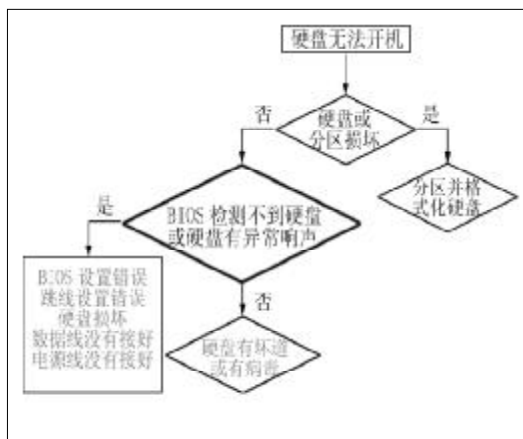 硬盘无法开机
硬盘或
分区损坏
否
是
分区并格
式化硬盘
BIOS 检测不到硬盘
或硬盘有异常响声
是
否
BIOS 设置错误
跳线设置错误
硬盘损坏
数据线没有接好
电源线没有接好
硬盘有坏道
或有病毒